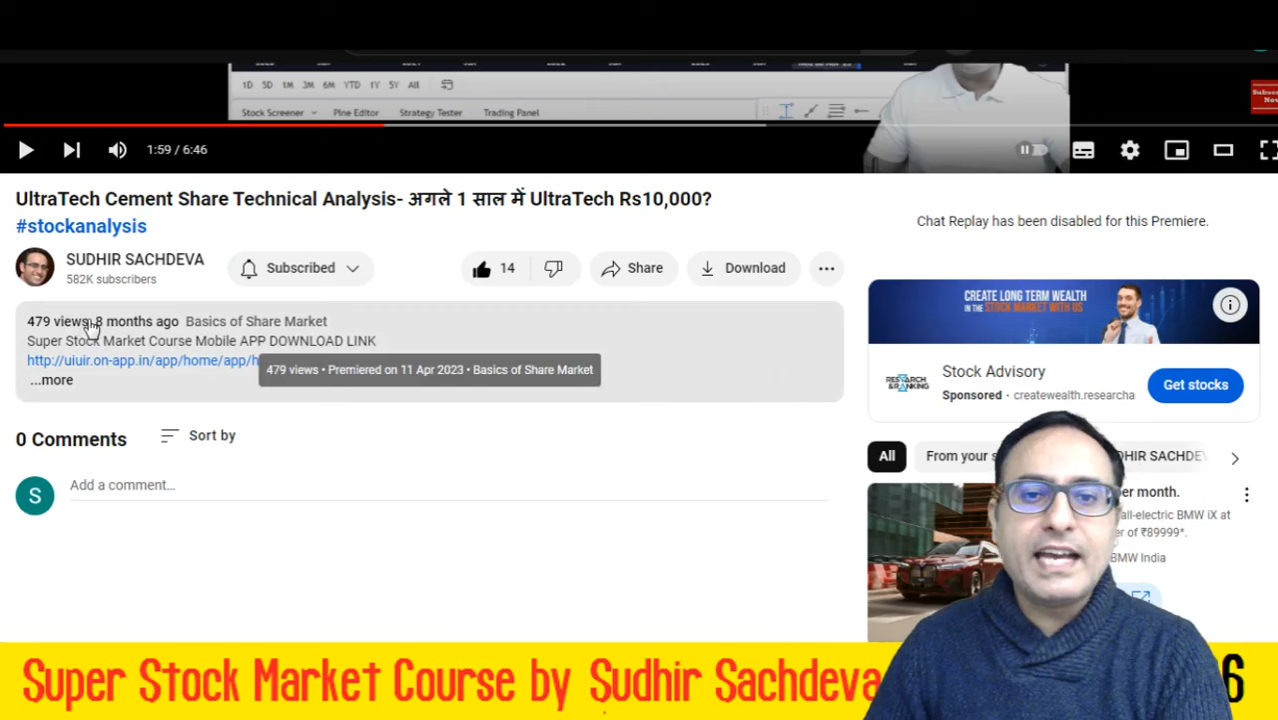 1D 5D 1M 3M 6M YTD 1Y 5Y All
Stock Screener Pine Editor Strategy Tester Trading Panel
1:59 / 6:46
UltraTech Cement Share Technical Analysis- अगले 1 साल में UltraTech Rs10,000?
#stockanalysis
SUDHIR SACHDEVA
582K subscribers
Subscribed
14
Share
Download
479 views 8 months ago Basics of Share Market
Super Stock Market Course Mobile APP DOWNLOAD LINK
http://uiuir.on-app.in/app/home/app/h
479 views • Premiered on 11 Apr 2023 • Basics of Share Market
...more
0 Comments
Sort by
S
Add a comment...
Chat Replay has been disabled for this Premiere.
CREATE LONG TERM WEALTH
IN THE STOCK MARKET WITH US
RESEARCH
& RANKING
Stock Advisory
Sponsored • createwealth.researcha
Get stocks
All
From your s
DHIR SACHDEV
er month.
all-electric BMW iX at
er of ₹89999*.
BMW India
Super Stock Market Course by Sudhir Sachdeva
6